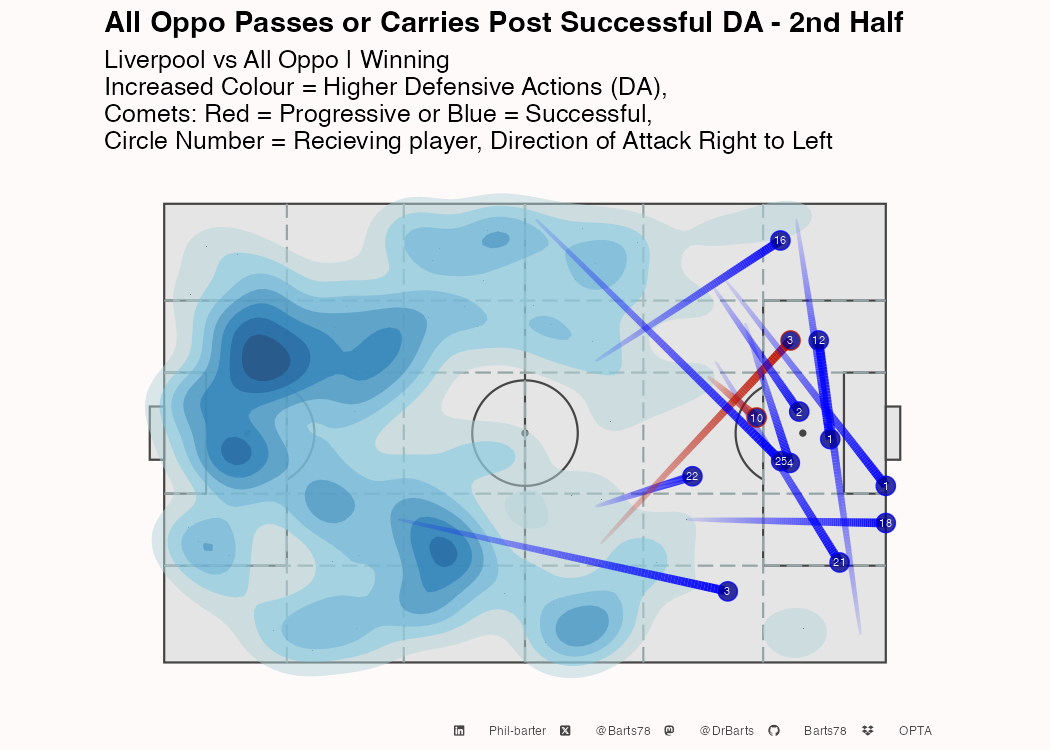 All Oppo Passes or Carries Post Successful DA - 2nd Half
Liverpool vs All Oppo | Winning
Increased Colour = Higher Defensive Actions (DA),
Comets: Red = Progressive or Blue = Successful,
Circle Number = Recieving player, Direction of Attack Right to Left
16
3
12
2
10
1
25
4
22
1
18
21
3
Phil-barter @Barts78 @DrBarts Barts78 OPTA